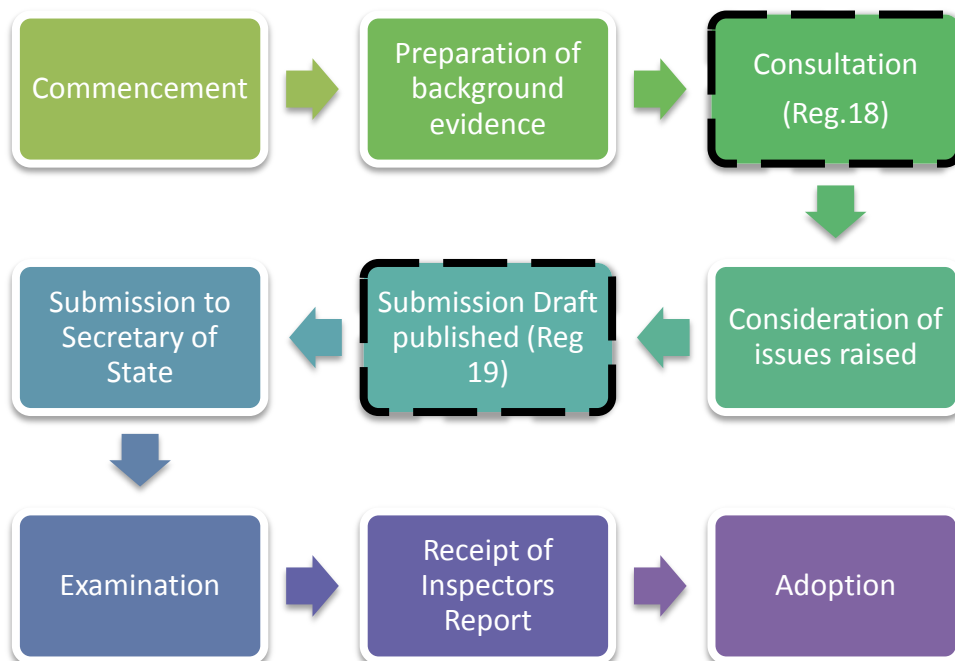 Commencement
Preparation of
background
evidence
Consultation
(Reg.18)
Consideration of
issues raised
Submission Draft
published (Reg
19)
Submission to
Secretary of
State
Examination
Receipt of
Inspectors
Report
Adoption